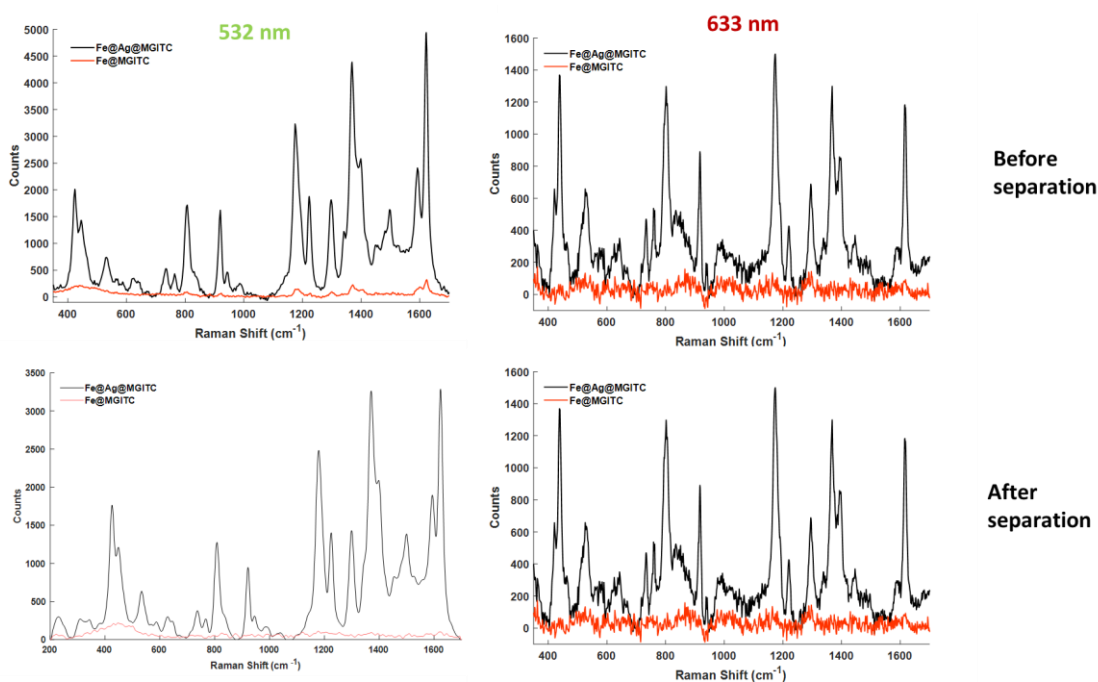 532 nm
633 nm
Fe@Ag@MGITC
Fe@MGITC
5000
4500
4000
3500
3000
2500
2000
1500
1000
500
0
Counts
400 600 800 1000 1200 1400 1600
Raman Shift (cm-1)
Fe@Ag@MGITC
Fe@MGITC
1600
1400
1200
1000
800
600
400
200
0
Counts
400 600 800 1000 1200 1400 1600
Raman Shift (cm-1)
Before
separation
Fe@Ag@MGITC
Fe@MGITC
3500
3000
2500
2000
1500
1000
500
0
Counts
200 400 600 800 1000 1200 1400 1600
Raman Shift (cm-1)
Fe@Ag@MGITC
Fe@MGITC
1600
1400
1200
1000
800
600
400
200
0
Counts
400 600 800 1000 1200 1400 1600
Raman Shift (cm-1)
After
separation